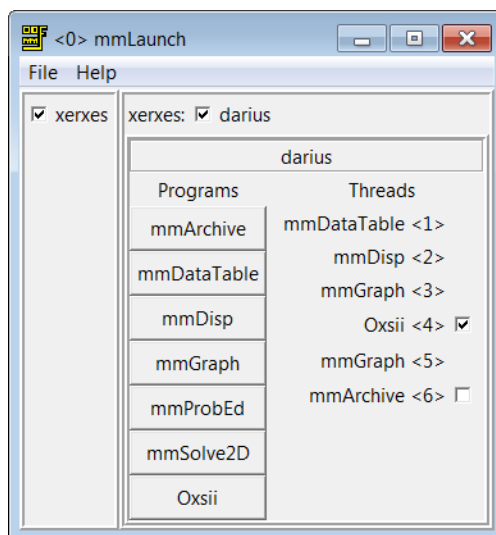 <0> mmLaunch
File Help
xerxes
xerxes: darius
darius
Programs
mmArchive
mmDataTable
mmDisp
mmGraph
mmProbEd
mmSolve2D
Oxsii
Threads
mmDataTable <1>
mmDisp <2>
mmGraph <3>
Oxsii <4>
mmGraph <5>
mmArchive <6>